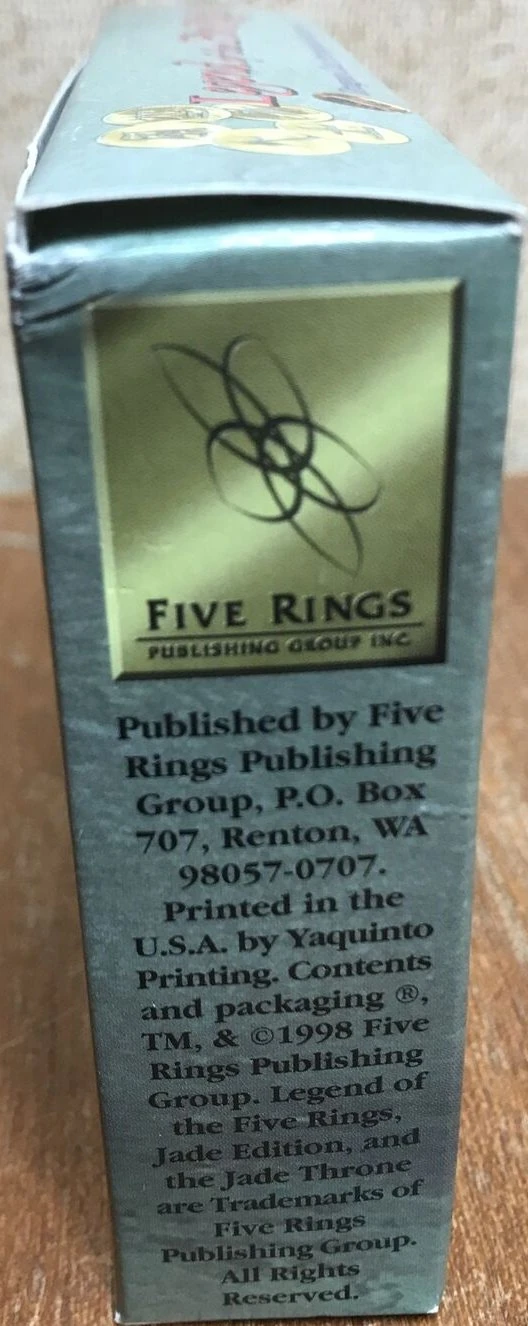 Legend
FIVE RINGS
PUBLISHING GROUP INC.
Published by Five
Rings Publishing
Group, P.O. Box
707, Renton, WA
98057-0707.
Printed in the
U.S.A. by Yaquinto
Printing. Contents
and packaging ®,
TM, & ©1998 Five
Rings Publishing
Group. Legend of
the Five Rings,
Jade Edition, and
the Jade Throne
are Trademarks of
Five Rings
Publishing Group.
All Rights
Reserved.